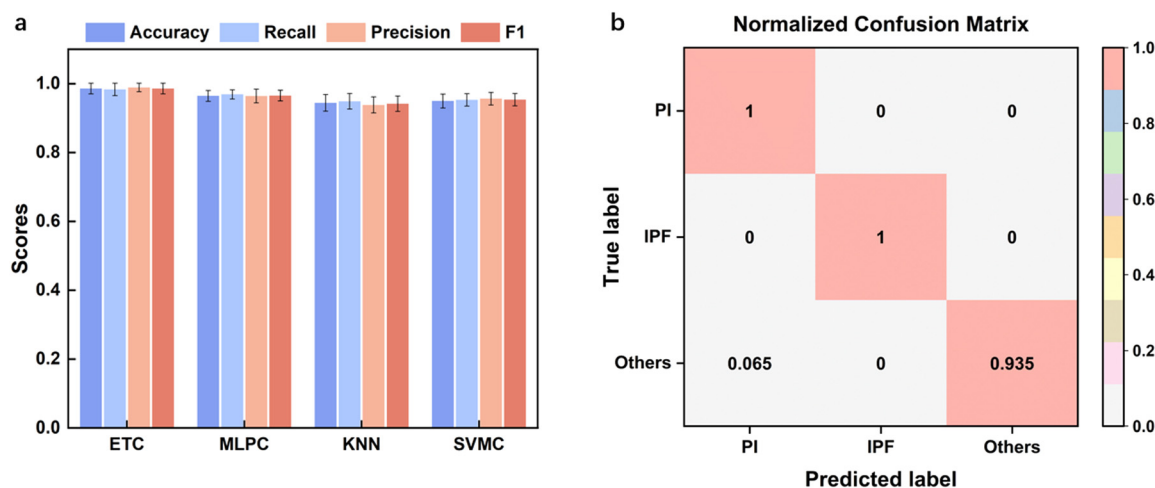 a
Accuracy Recall Precision F1
Scores
1.0
0.8
0.6
0.4
0.2
0.0
ETC MLPC KNN SVMC
b
Normalized Confusion Matrix
True label
PI 1 0 0
IPF 0 1 0
Others 0.065 0 0.935
PI IPF Others
Predicted label
1.0
0.8
0.6
0.4
0.2
0.0